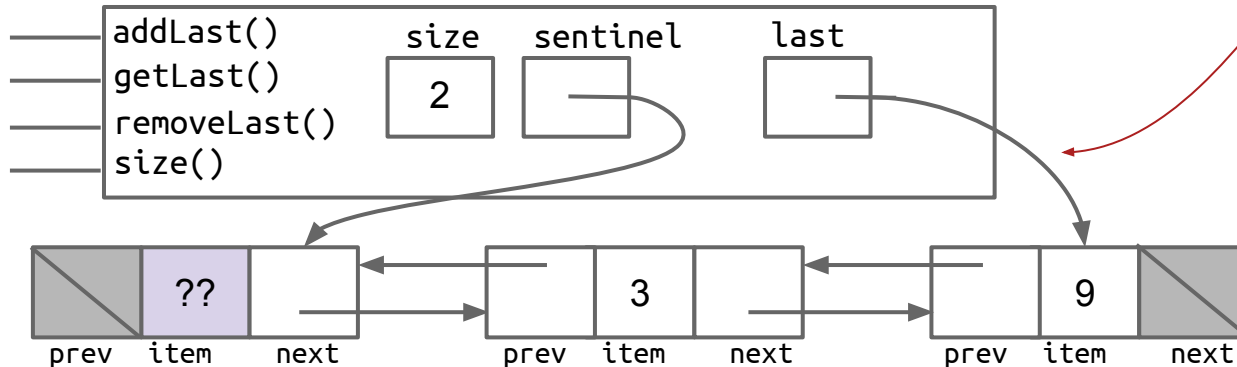 addLast()
size sentinel last
getLast()
2
removeLast()
size()
?? 3 9
prev item next prev item next prev item next